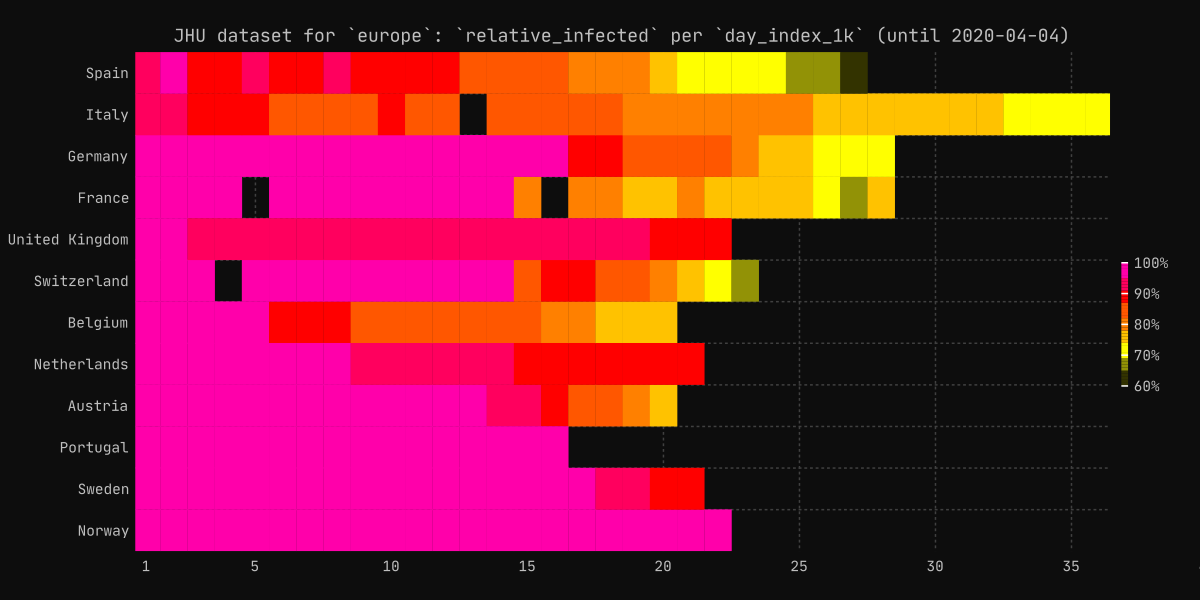 JHU dataset for `europe`: `relative_infected` per `day_index_1k` (until 2020-04-04)
Spain
Italy
Germany
France
United Kingdom
Switzerland
Belgium
Netherlands
Austria
Portugal
Sweden
Norway
1 5 10 15 20 25 30 35
100%
90%
80%
70%
60%